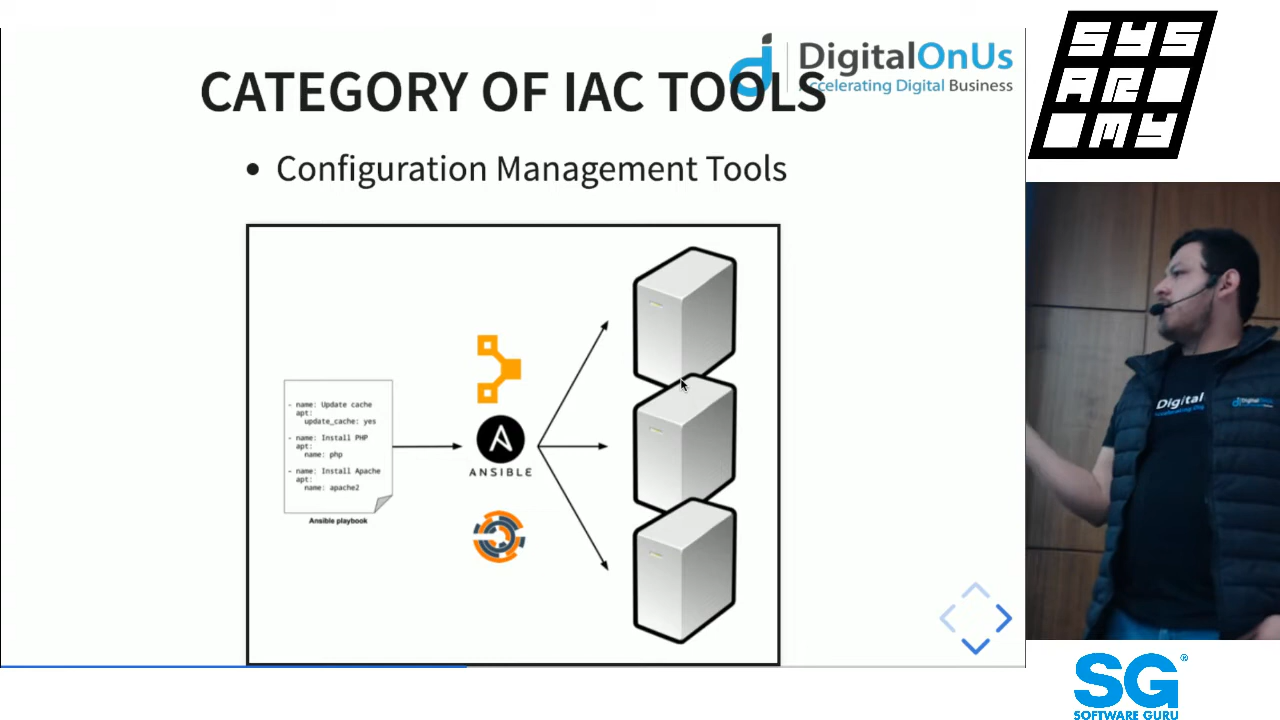 DigitalOnUs
Accelerating Digital Business
CATEGORY OF IAC TOOLS
• Configuration Management Tools
- name: Update cache
apt:
update_cache: yes
- name: Install PHP
apt:
name: php
- name: Install Apache
apt:
name: apache2
Ansible playbook
ANSIBLE
SYS
AR
MY
Digital
DigitalOnUs
SG®
SOFTWARE GURU